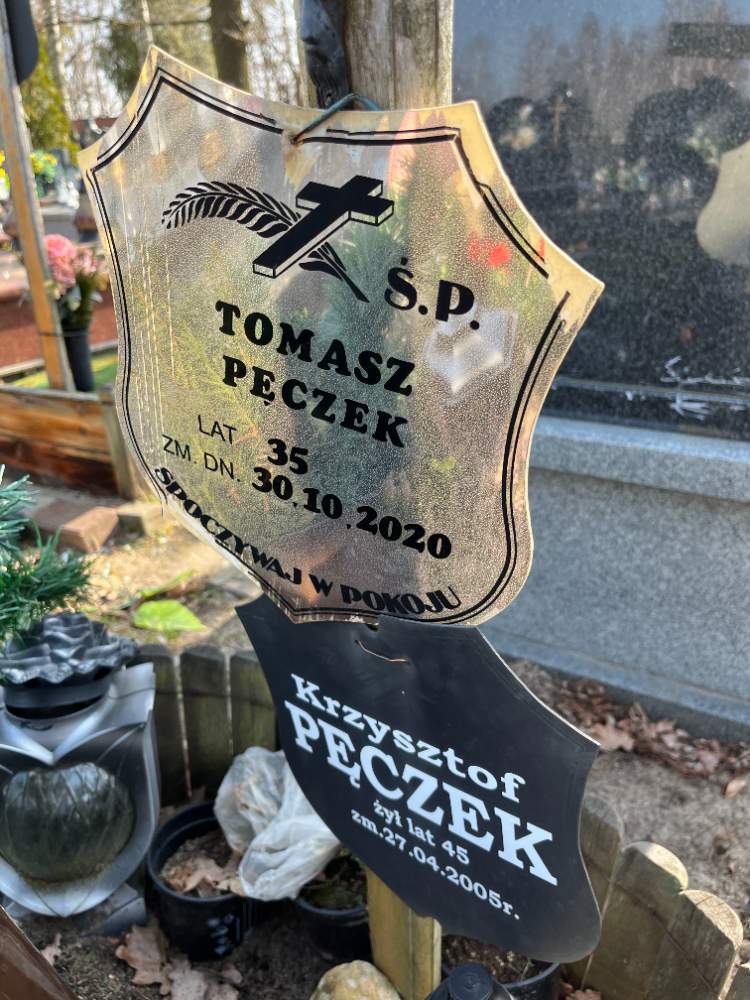 Ś.P.
TOMASZ
PĘCZEK
LAT 35
ZM. DN. 30.10.2020
SPOCZYWAJ W POKOJU
Krzysztof
PĘCZEK
żył lat 45
zm.27.04.2005r.